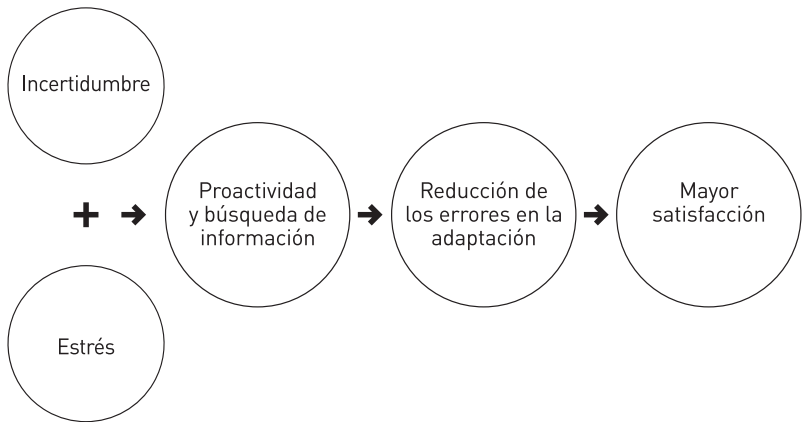 Incertidumbre
+
Estrés
Proactividad
y búsqueda de
información
Reducción de
los errores en la
adaptación
Mayor
satisfacción